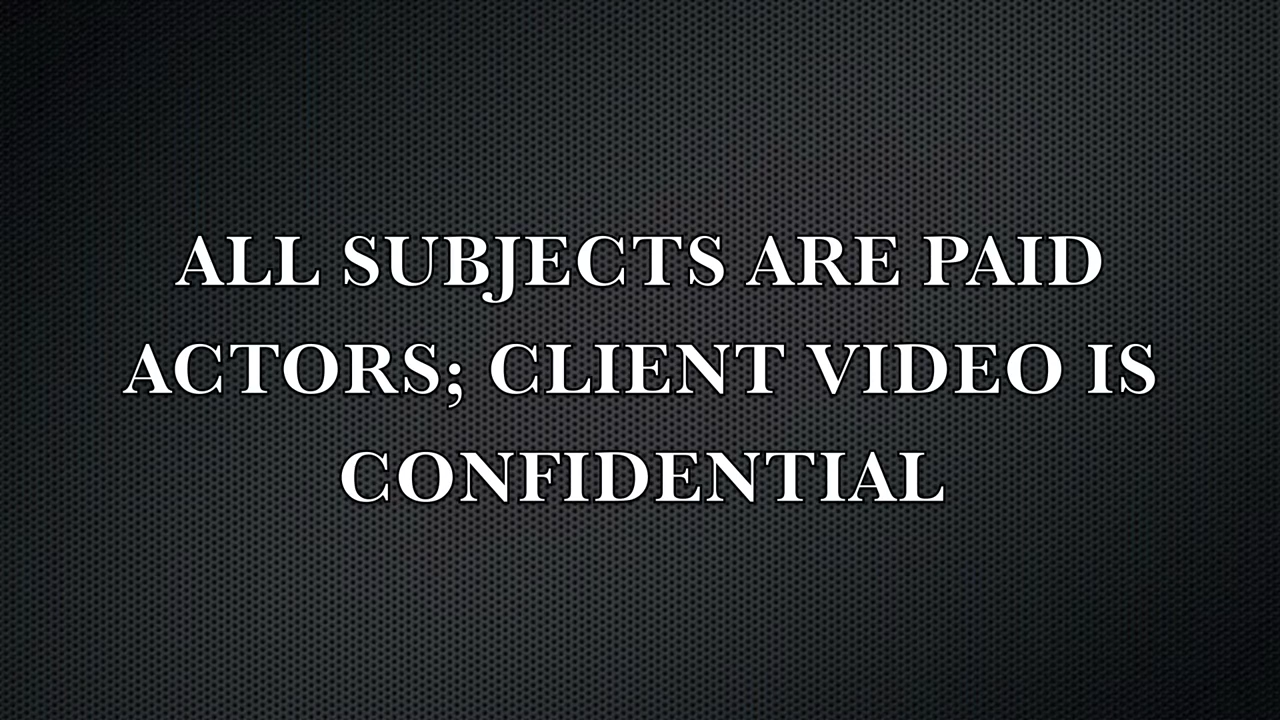 ALL SUBJECTS ARE PAID
ACTORS; CLIENT VIDEO IS
CONFIDENTIAL